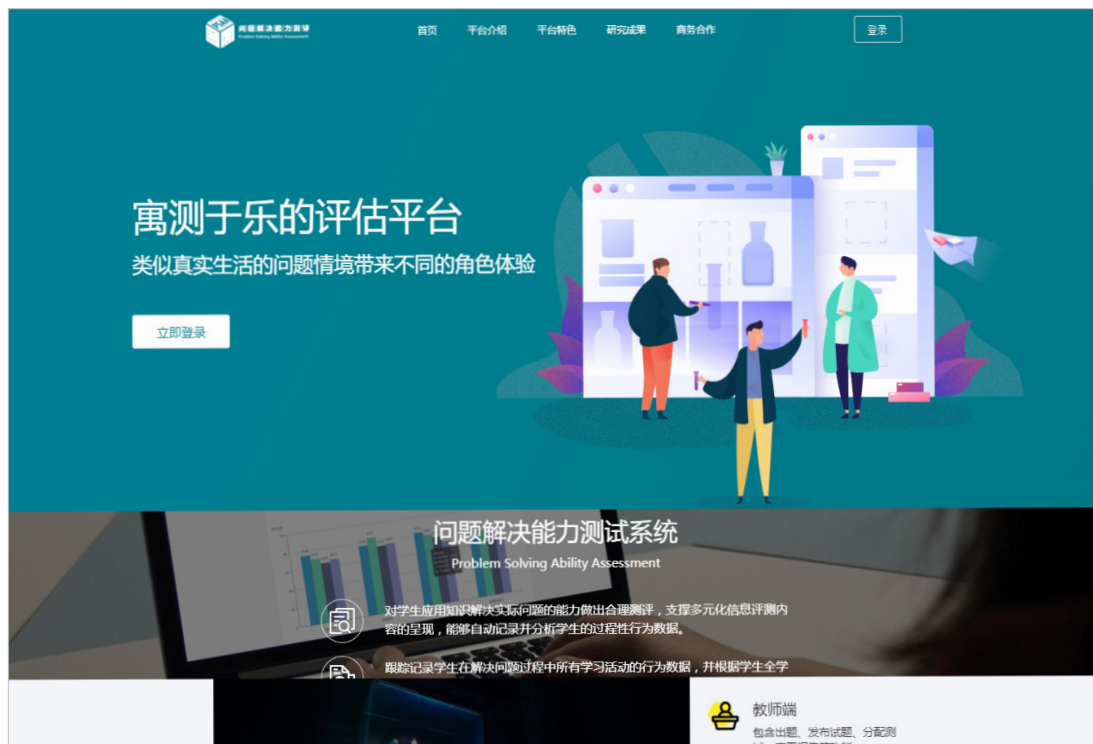 问题解决能力测评
Problem Solving Ability Assessment
首页 平台介绍 平台特色 研究成果 商务合作 登录
寓测于乐的评估平台
类似真实生活的问题情境带来不同的角色体验
立即登录
问题解决能力测试系统
Problem Solving Ability Assessment
对学生应用知识解决实际问题的能力做出合理测评，支撑多元化信息评测内
容的呈现，能够自动记录并分析学生的过程性行为数据。
跟踪记录学生在解决问题过程中所有学习活动的行为数据，并根据学生全学
教师端
包含出题、发布试题、分配测